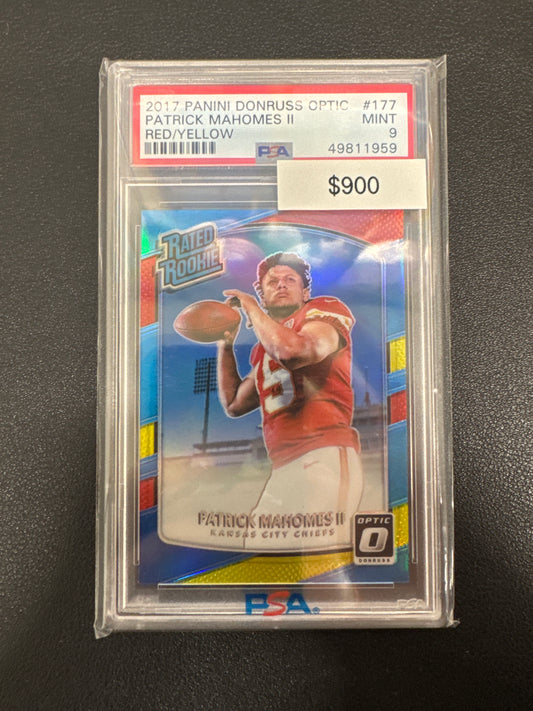 2017 PANINI DONRUSS OPTIC #177
PATRICK MAHOMES II MINT
RED/YELLOW 9
PSA 49811959
$900
RATED
ROOKIE
5
PATRICK MAHOMES II
KANSAS CITY CHIEFS
OPTIC
O
DONRUSS
PSA®